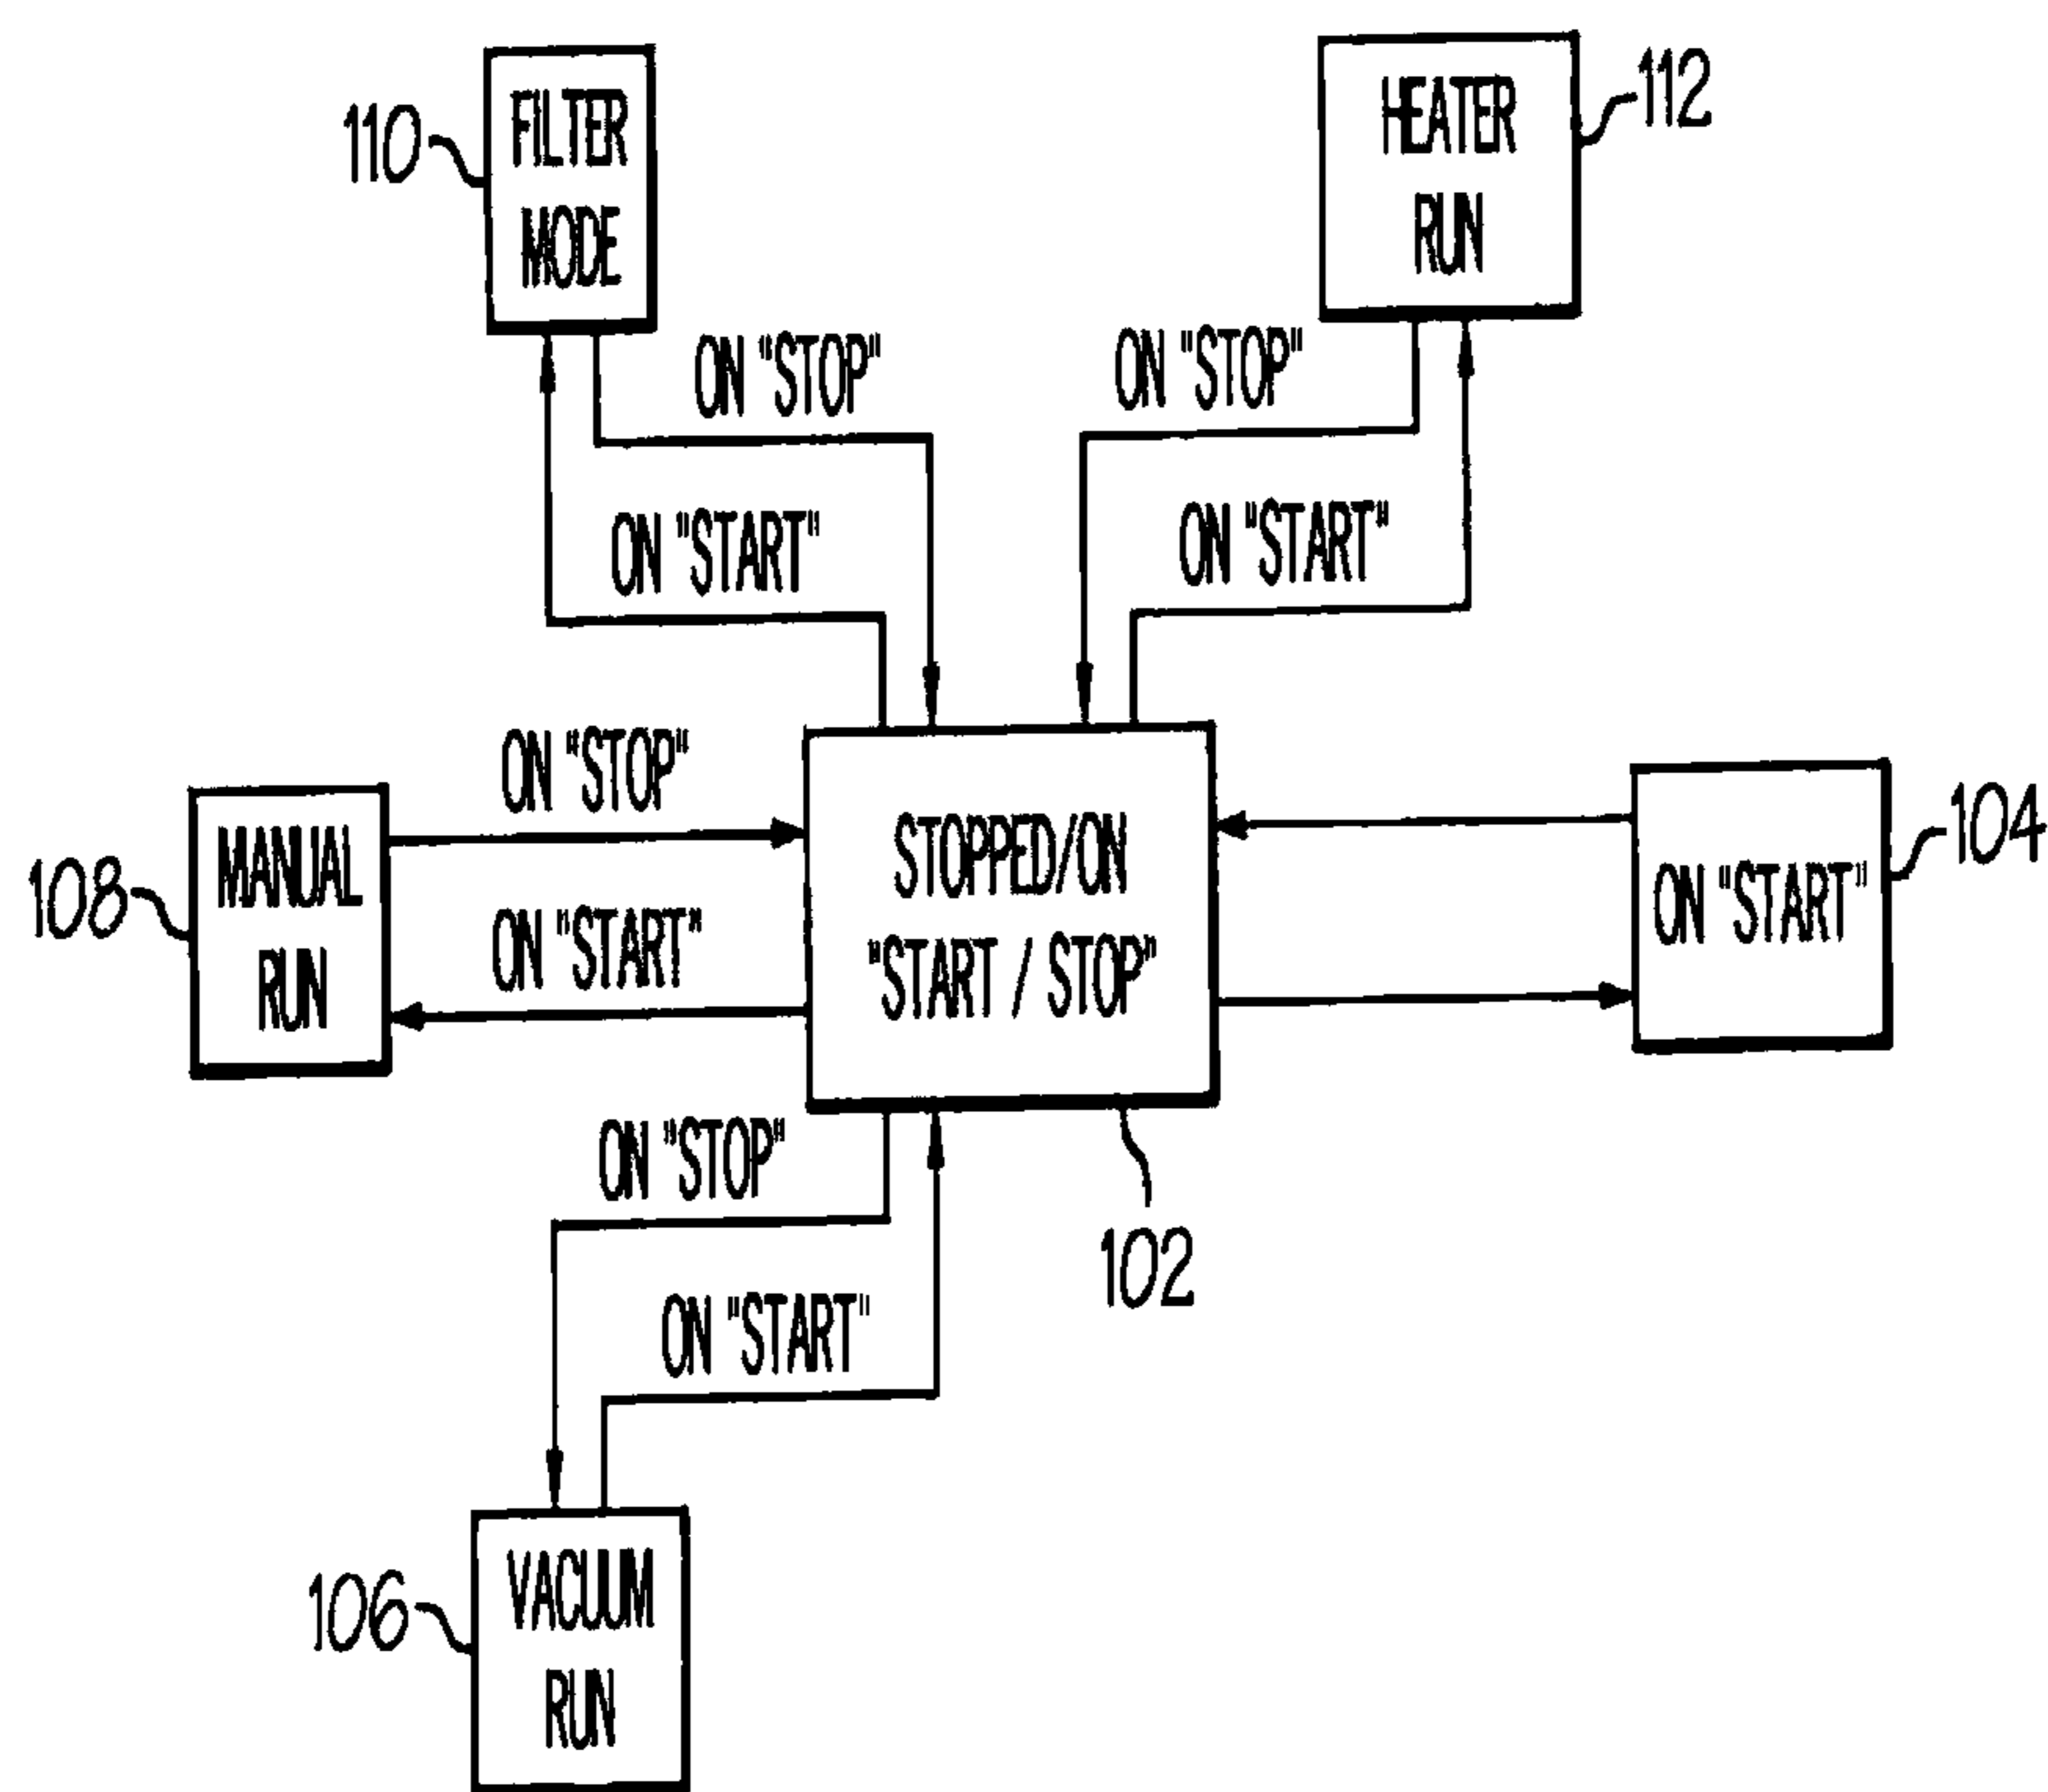 110
FILTER
MODE
HEATER
RUN
112
ON "STOP"
ON "STOP"
ON "START"
ON "START"
108
MANUAL
RUN
ON "STOP"
ON "START"
STOPPED/ON
"START / STOP"
ON "START"
104
ON "STOP"
ON "START"
102
106
VACUUM
RUN